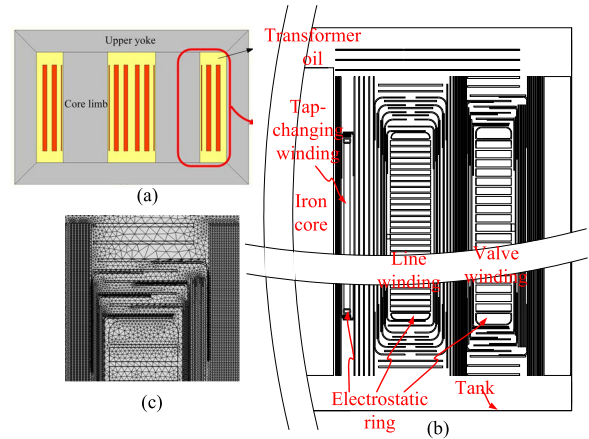 (a)
Upper yoke
Core limb
Transformer
oil
Tap-
changing
winding
Iron
core
Line
winding
Valve
winding
Electrostatic
ring
Tank
(b)
(c)